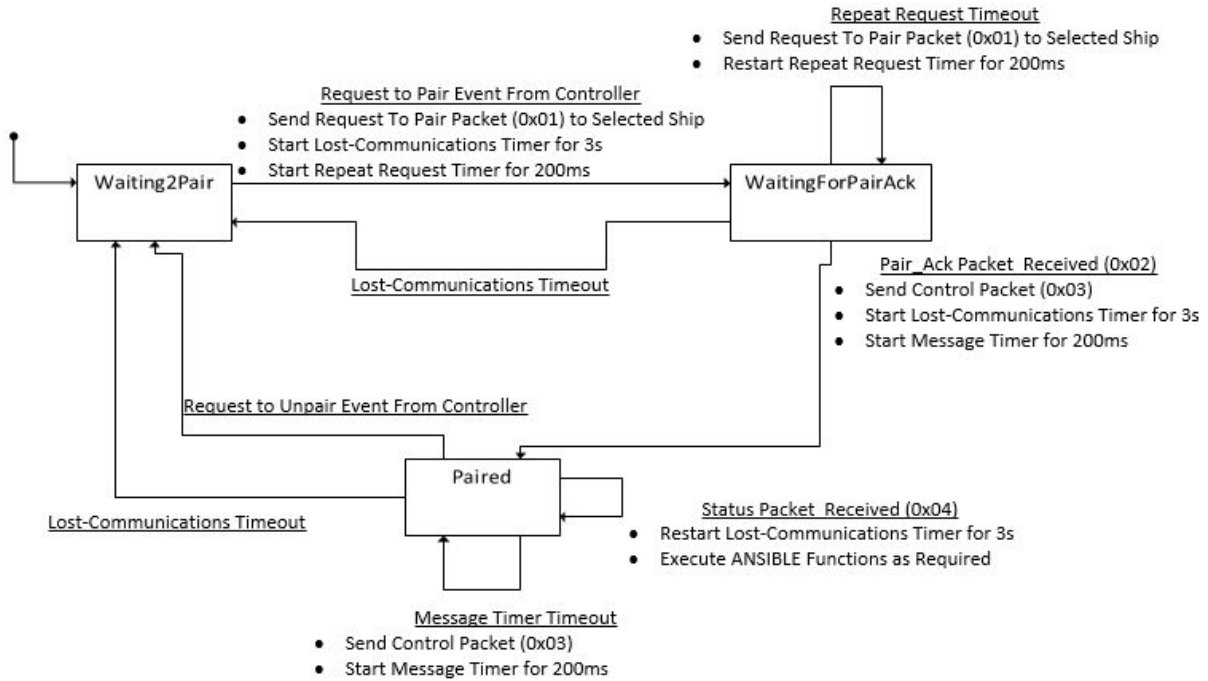 Repeat Request Timeout
● Send Request To Pair Packet (0x01) to Selected Ship
● Restart Repeat Request Timer for 200ms
Request to Pair Event From Controller
● Send Request To Pair Packet (0x01) to Selected Ship
● Start Lost-Communications Timer for 3s
● Start Repeat Request Timer for 200ms
Waiting2Pair
WaitingForPairAck
Lost-Communications Timeout
Pair_Ack Packet Received (0x02)
● Send Control Packet (0x03)
● Start Lost-Communications Timer for 3s
● Start Message Timer for 200ms
Request to Unpair Event From Controller
Paired
Lost-Communications Timeout
Status Packet Received (0x04)
● Restart Lost-Communications Timer for 3s
● Execute ANSIBLE Functions as Required
Message Timer Timeout
● Send Control Packet (0x03)
● Start Message Timer for 200ms